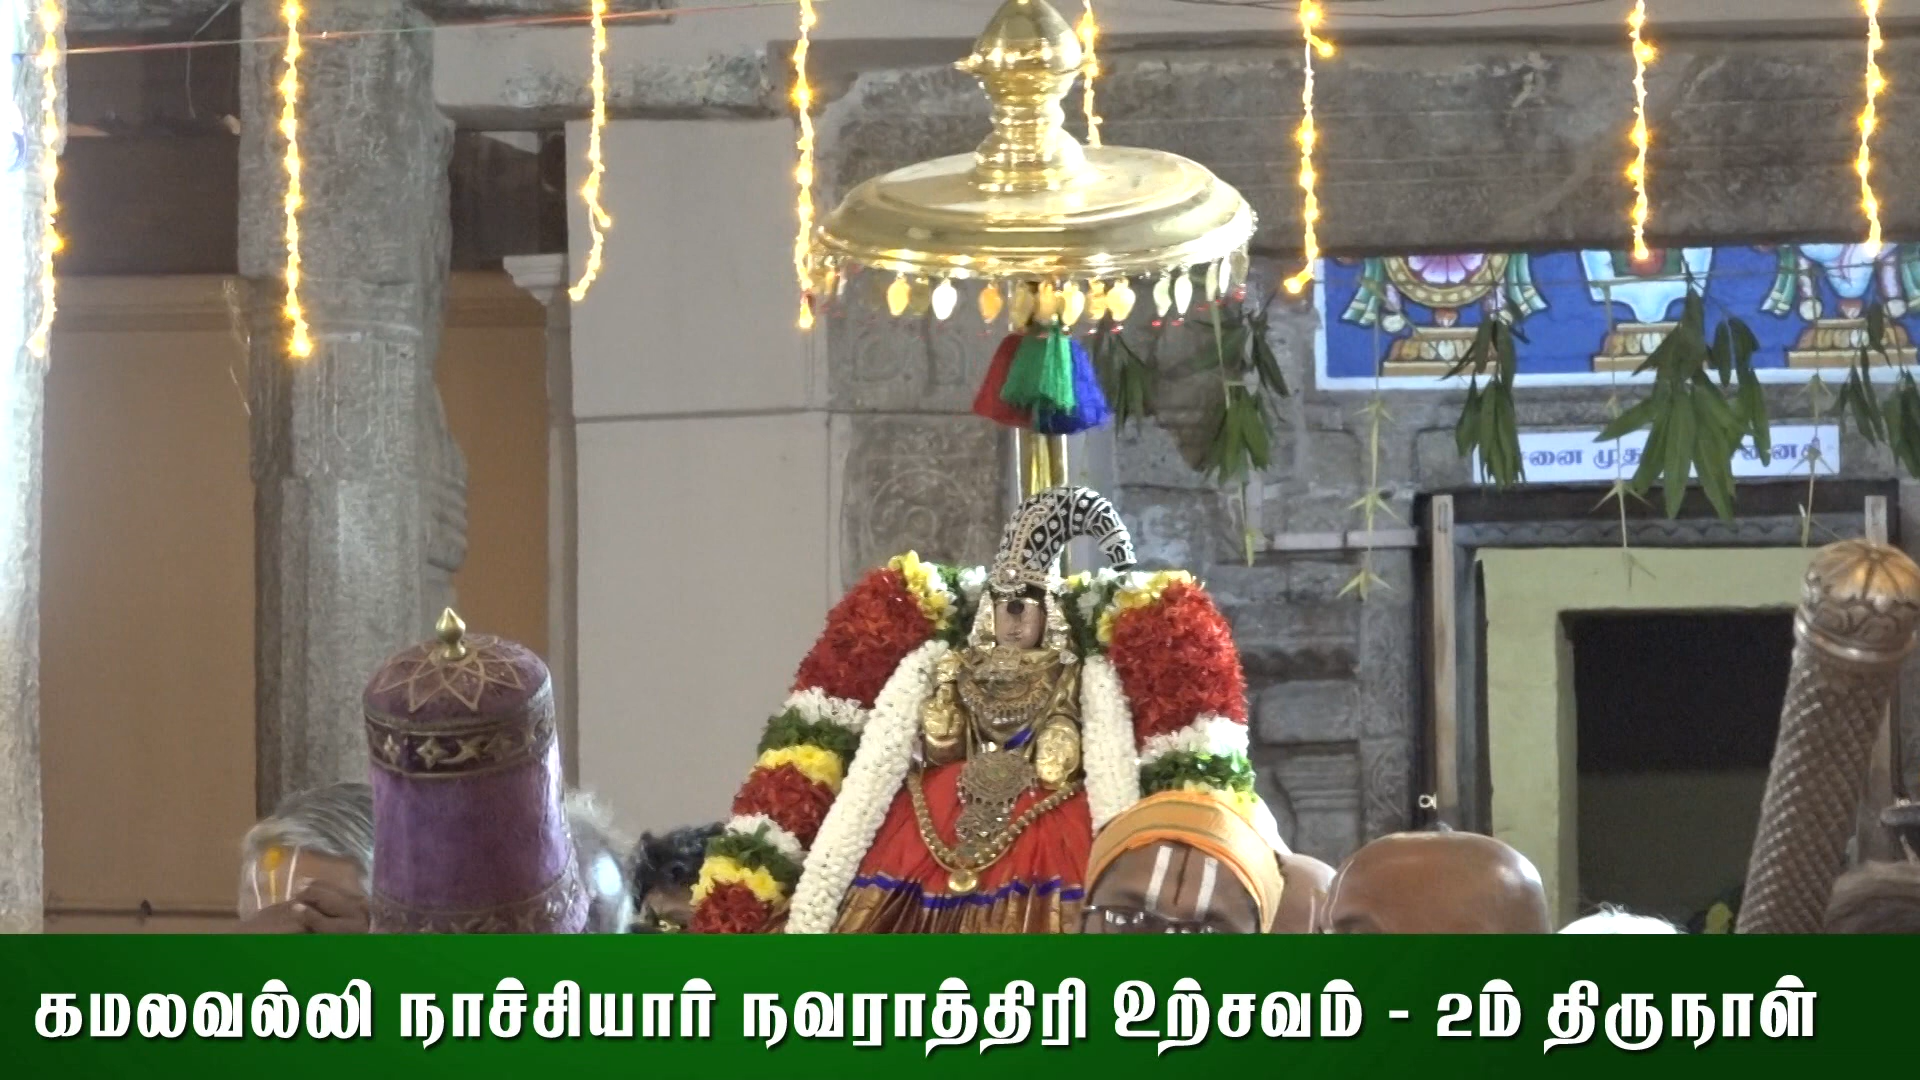 முத
கமலவல்லி நாச்சியார் நவராத்திரி உற்சவம் - 2ம் திருநாள்